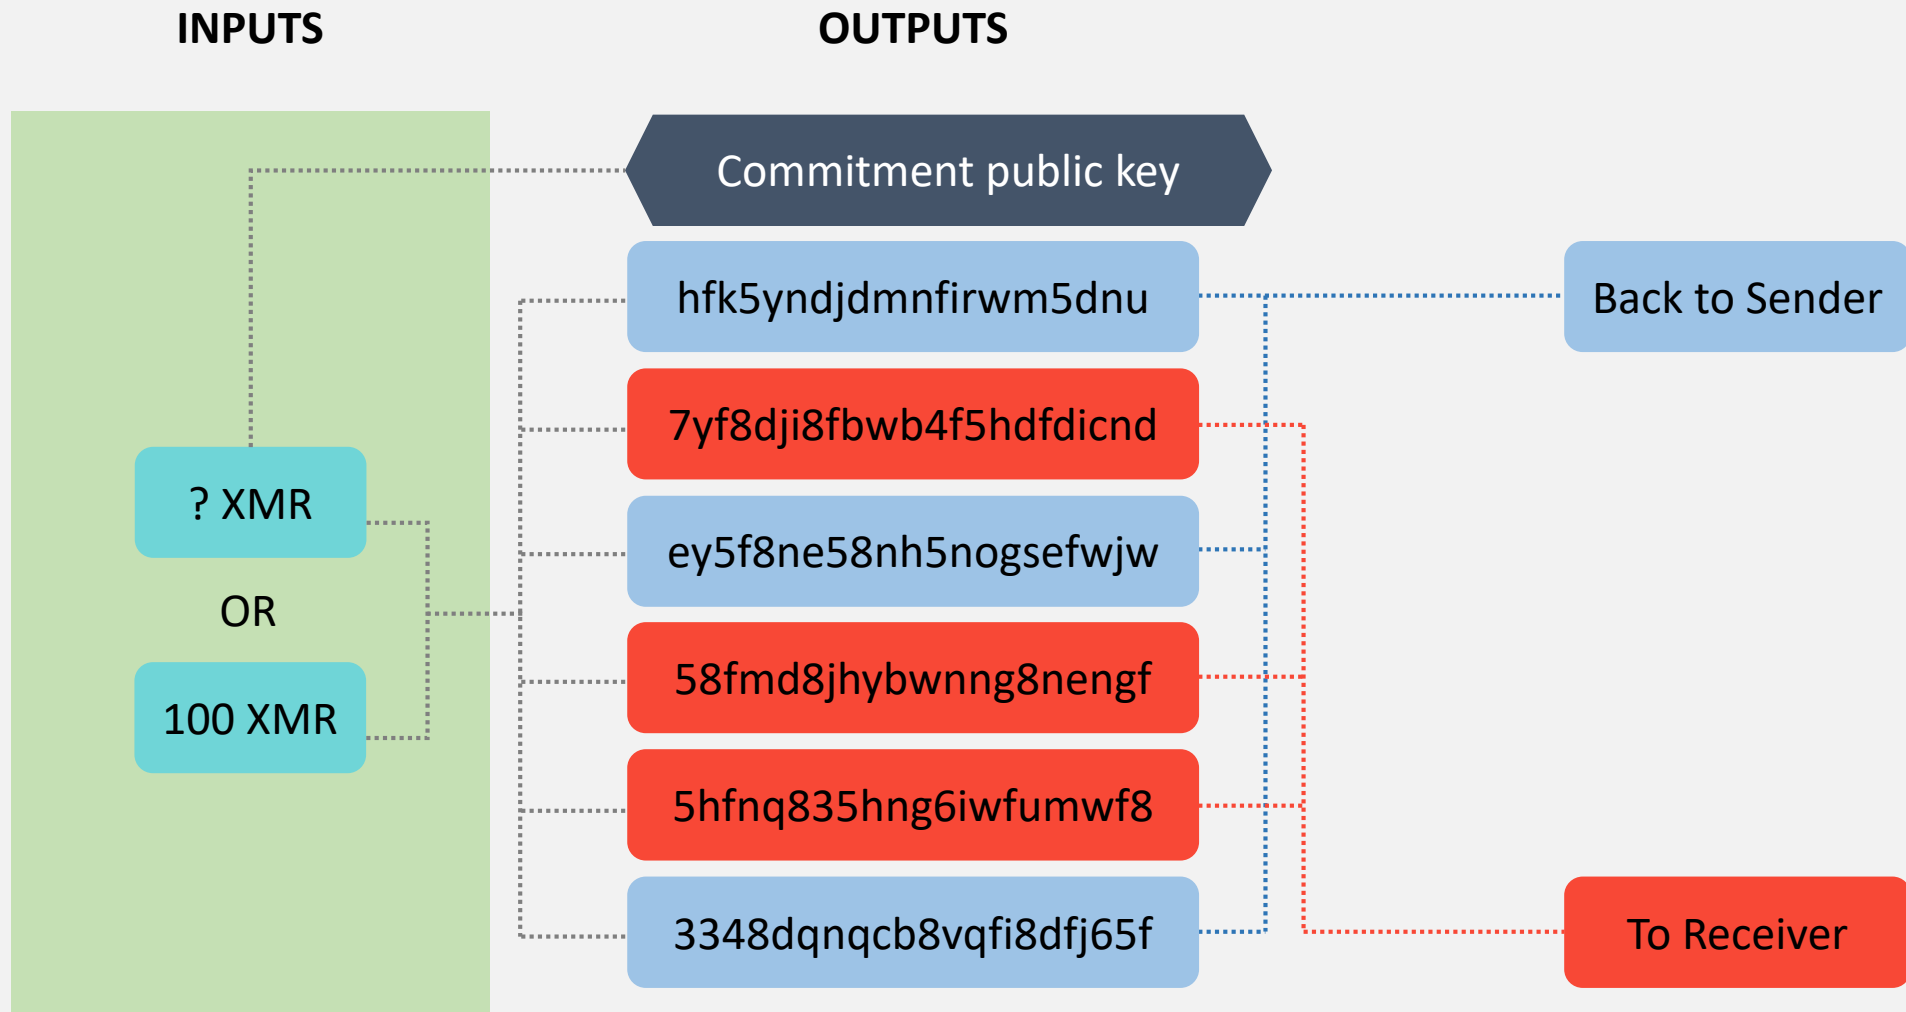 INPUTS
OUTPUTS
Commitment public key
hfk5yndjdmnfirwm5dnu
Back to Sender
7yf8dji8fbwb4f5hdfdicnd
? XMR
ey5f8ne58nh5nogsefwjw
OR
58fmd8jhybwnng8nengf
100 XMR
5hfnq835hng6iwfumwf8
3348dqnqcb8vqfi8dfj65f
To Receiver